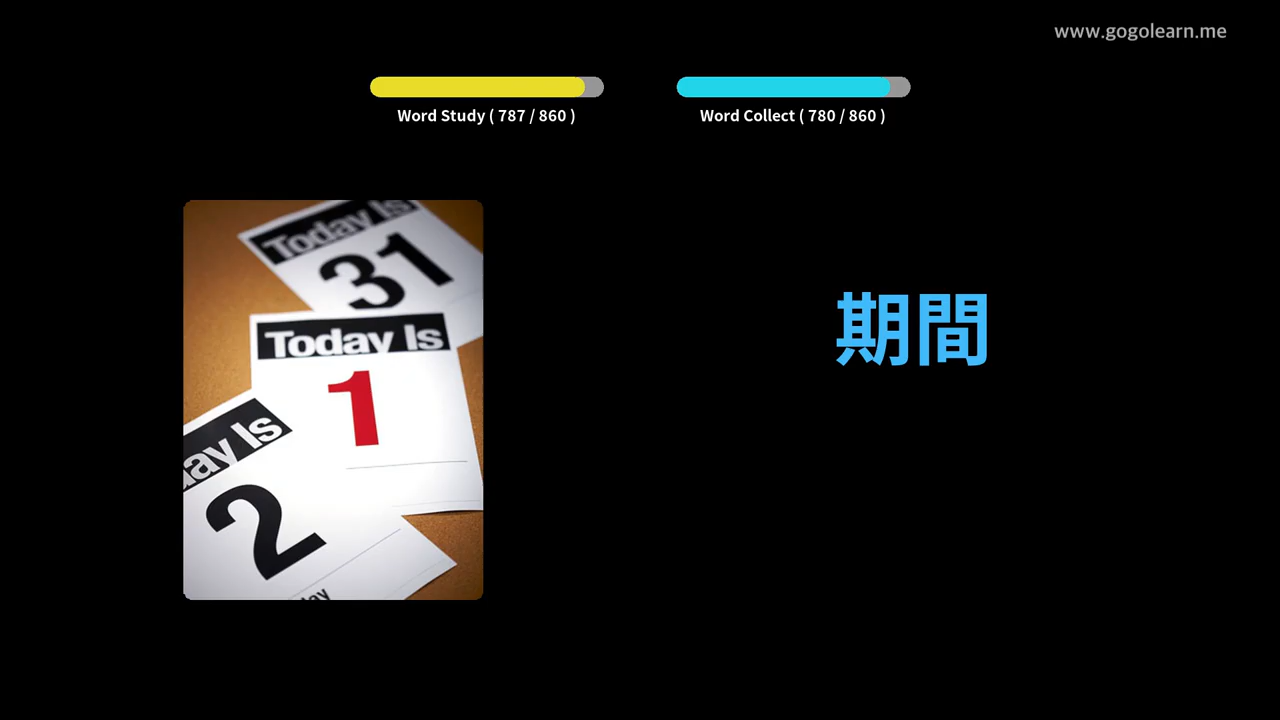 www.gogolearn.me
Word Study ( 787 / 860 )
Word Collect ( 780 / 860 )
Today Is
31
Today Is
1
ay Is
2
ay
期間